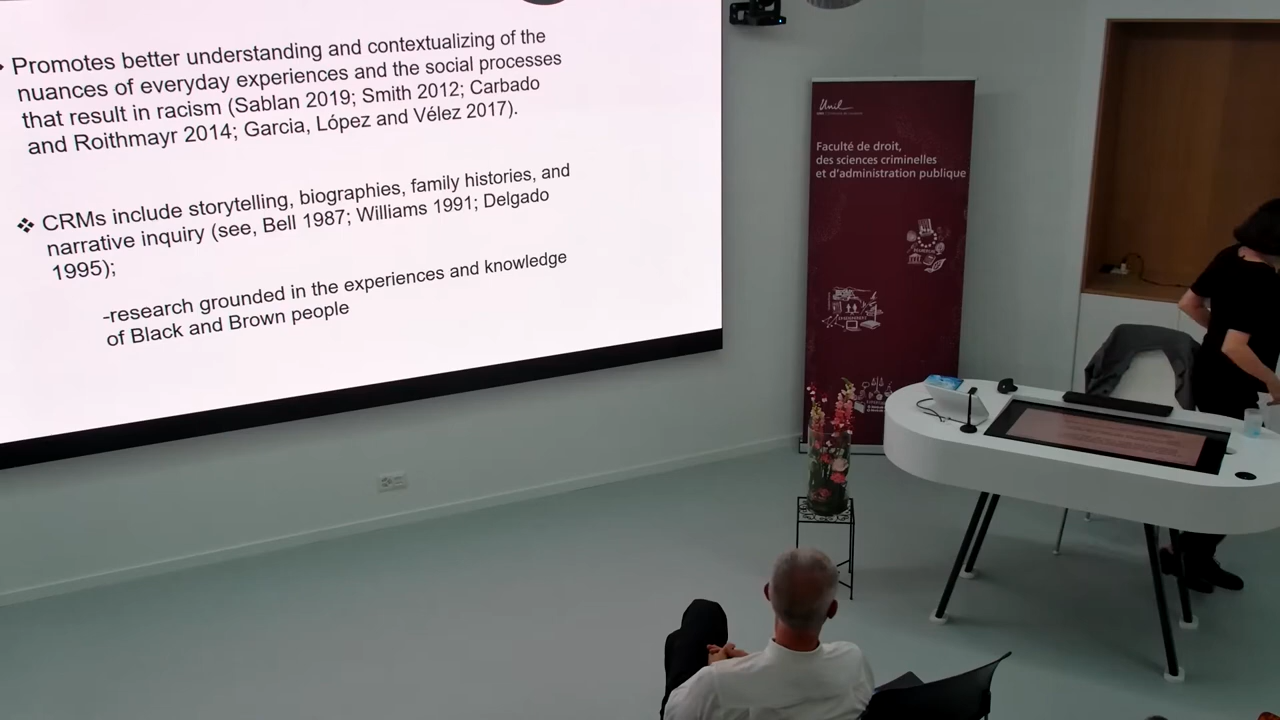 Promotes better understanding and contextualizing of the
nuances of everyday experiences and the social processes
that result in racism (Sablan 2019; Smith 2012; Carbado
and Roithmayr 2014; Garcia, López and Vélez 2017).
❖ CRMs include storytelling, biographies, family histories, and
narrative inquiry (see, Bell 1987; Williams 1991; Delgado
1995);
-research grounded in the experiences and knowledge
of Black and Brown people
Unil
Faculté de droit,
des sciences criminelles
et d'administration publique